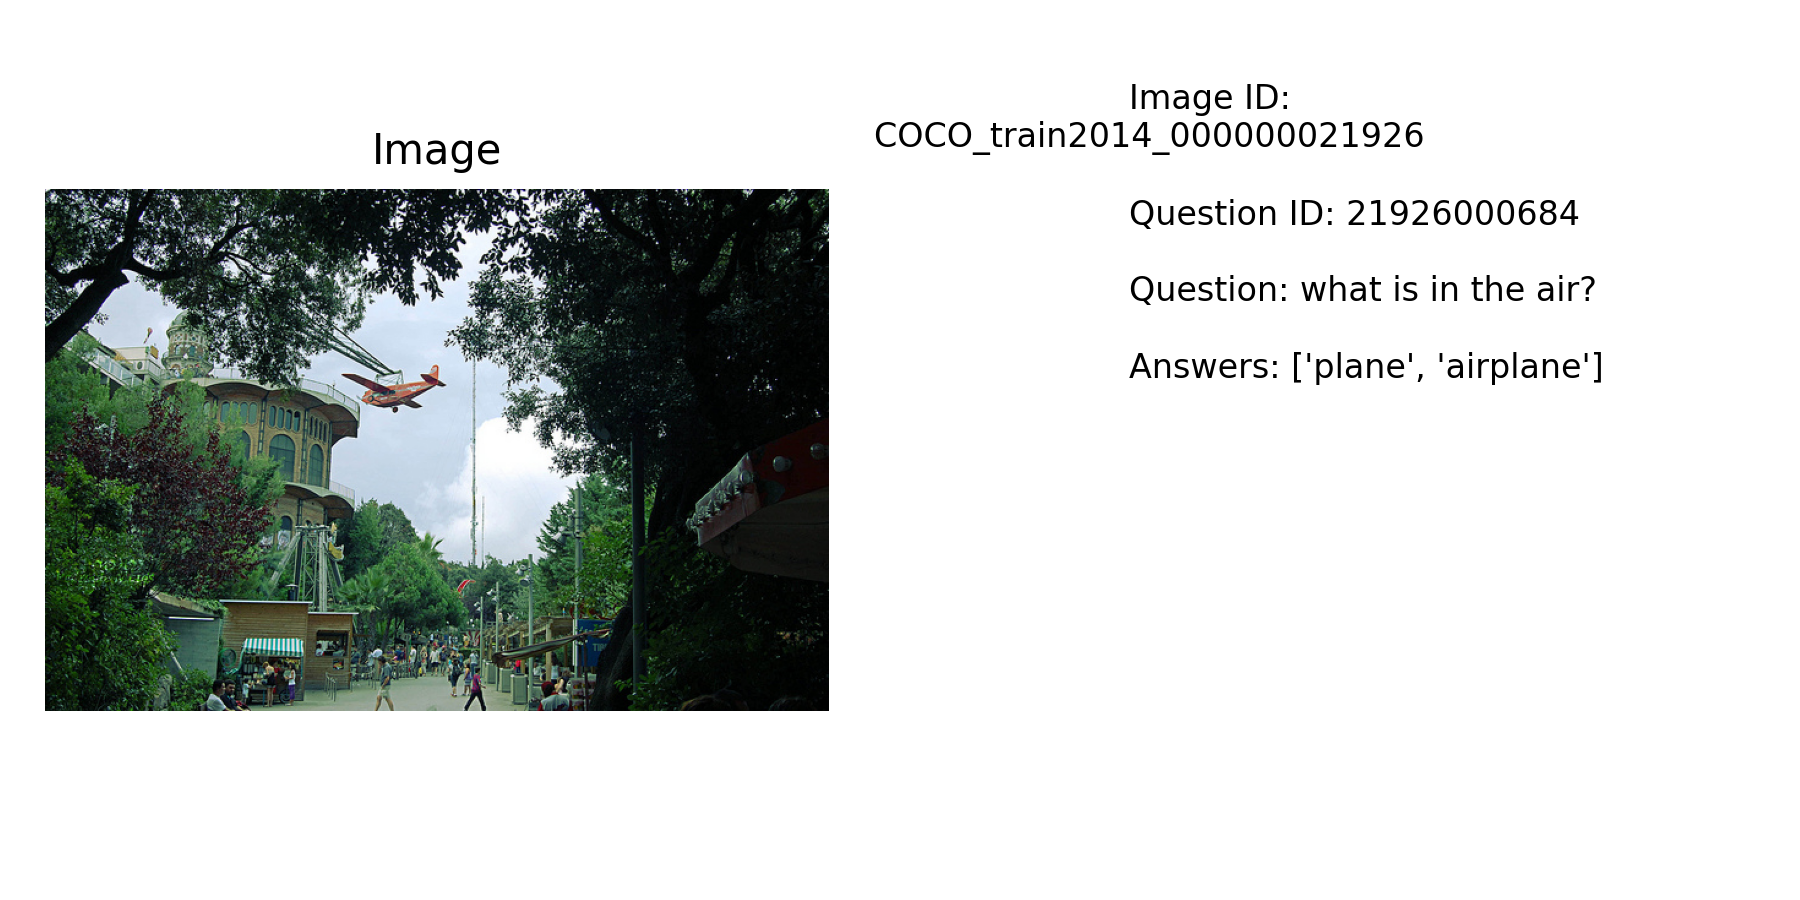 Image
Image ID:
COCO_train2014_000000021926
Question ID: 21926000684
Question: what is in the air?
Answers: ['plane', 'airplane']